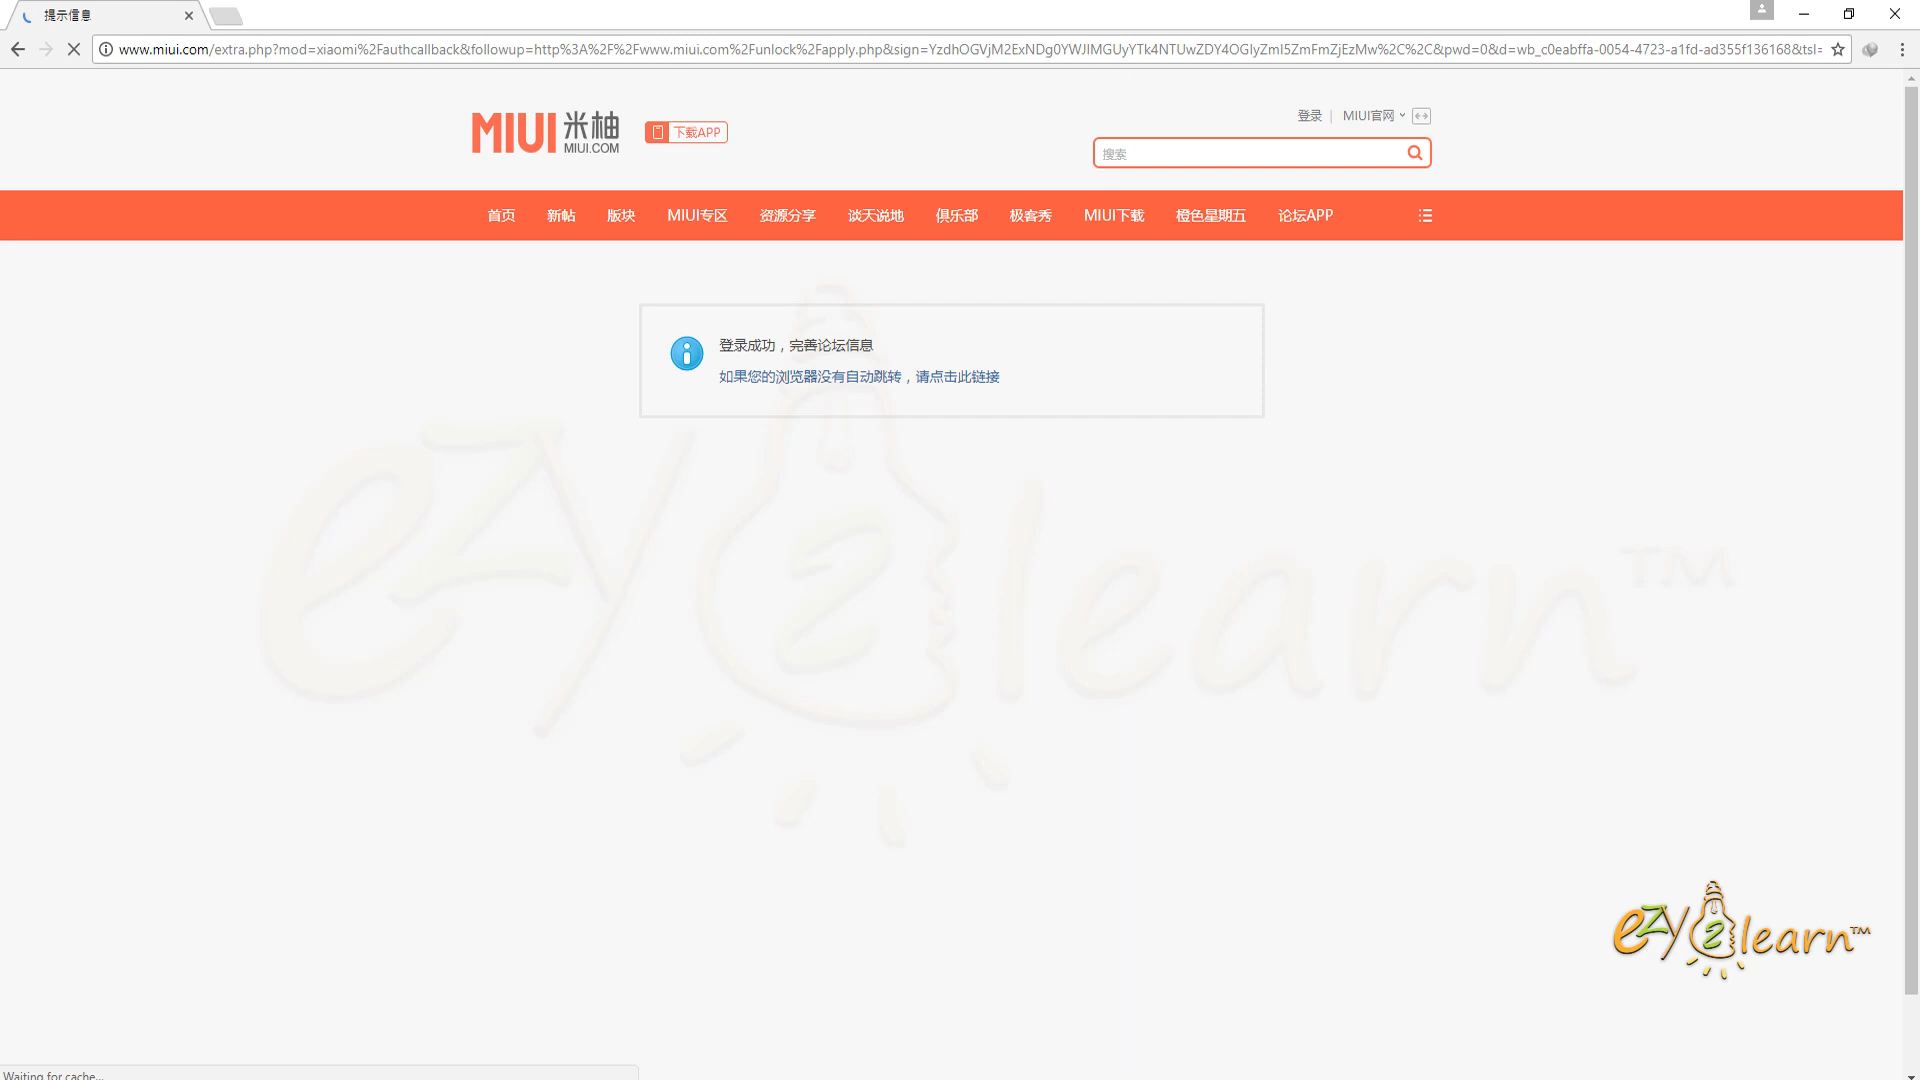 提示信息
www.miui.com/extra.php?mod=xiaomi%2Fauthcallback&followup=http%3A%2F%2Fwww.miui.com%2Funlock%2Fapply.php&sign=YzdhOGVjM2ExNDg0YWJlMGUyYTk4NTUwZDY4OGIyZmI5ZmFmZjEzMw%2C%2C&pwd=0&d=wb_c0eabffa-0054-4723-a1fd-ad355f136168&tsl=
MIUI 米柚
MIUI.COM
下载APP
登录 | MIUI官网
搜索
首页 新帖 版块 MIUI专区 资源分享 谈天说地 俱乐部 极客秀 MIUI下载 橙色星期五 论坛APP
登录成功，完善论坛信息
如果您的浏览器没有自动跳转，请点击此链接
ezy2learn™
ezy2learn™
Waiting for cache...